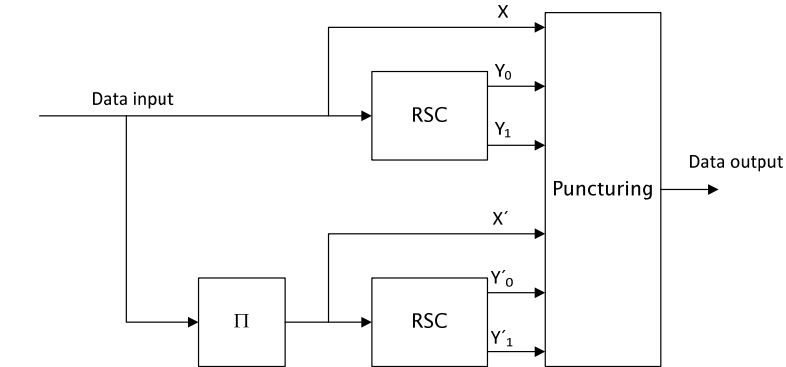 X
Y₀
Data input
RSC
Y₁
Data output
Puncturing
X´
Y´₀
Π
RSC
Y´₁